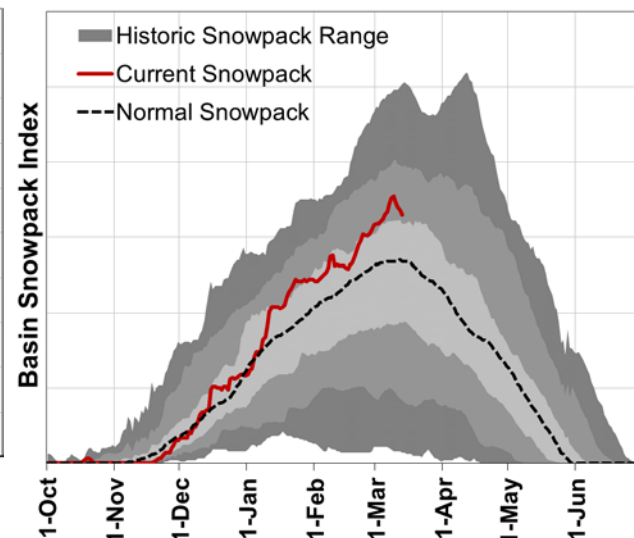 Historic Snowpack Range
Current Snowpack
Normal Snowpack
Basin Snowpack Index
1-Oct
1-Nov
1-Dec
1-Jan
1-Feb
1-Mar
1-Apr
1-May
1-Jun